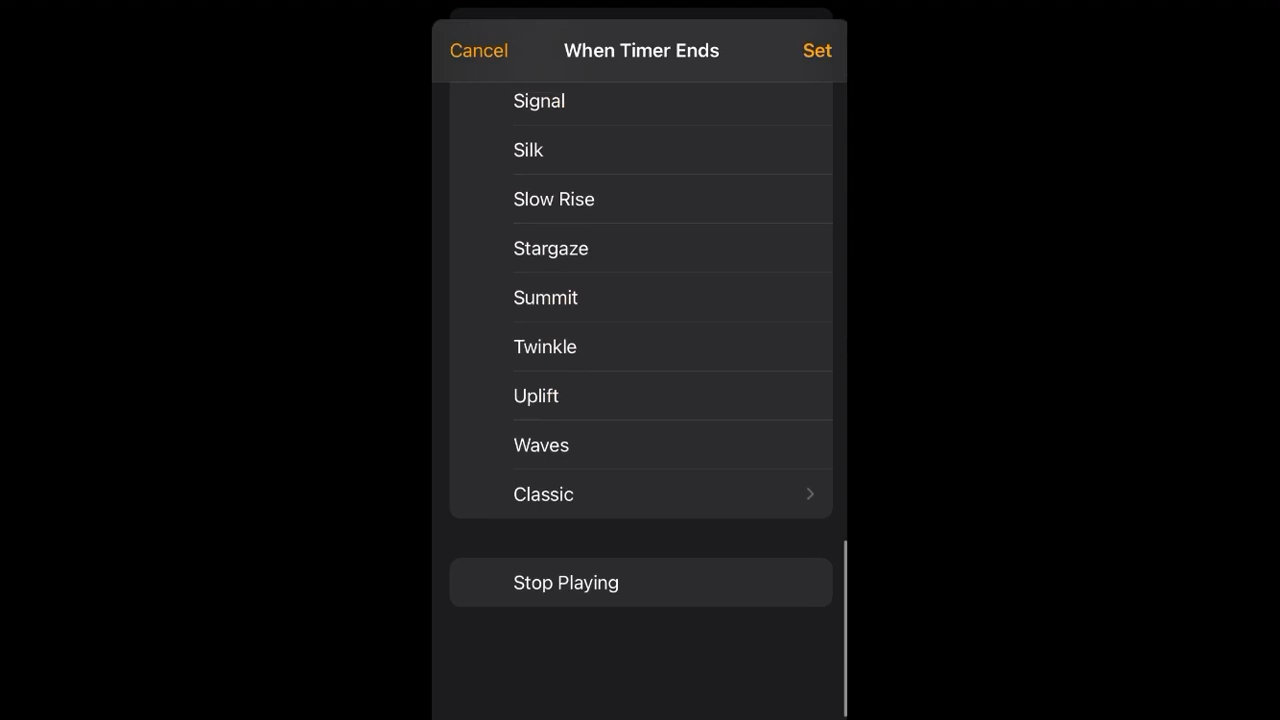 Cancel When Timer Ends Set
Signal
Silk
Slow Rise
Stargaze
Summit
Twinkle
Uplift
Waves
Classic
Stop Playing